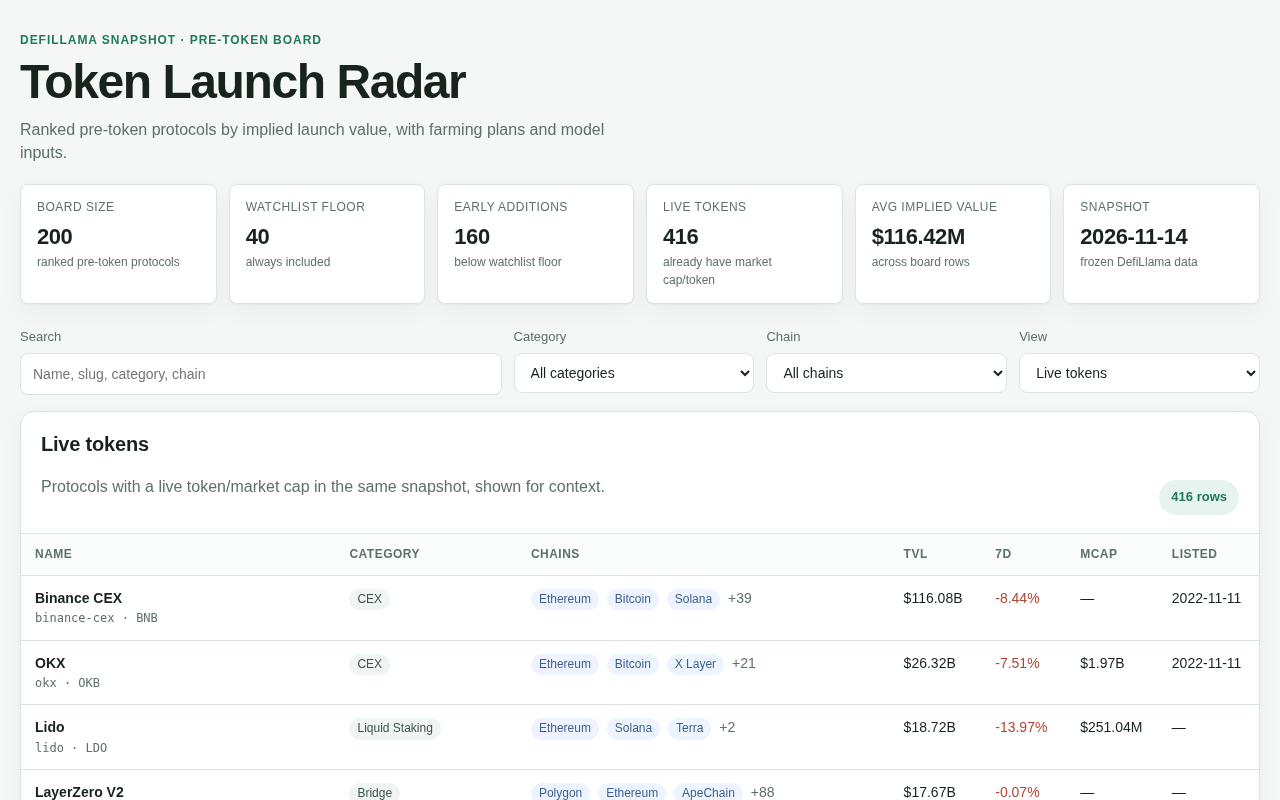 DEFILLAMA SNAPSHOT · PRE-TOKEN BOARD
Token Launch Radar
Ranked pre-token protocols by implied launch value, with farming plans and model
inputs.
BOARD SIZE
200
ranked pre-token protocols
WATCHLIST FLOOR
40
always included
EARLY ADDITIONS
160
below watchlist floor
LIVE TOKENS
416
already have market
cap/token
AVG IMPLIED VALUE
$116.42M
across board rows
SNAPSHOT
2026-11-14
frozen DefiLlama data
Search
Name, slug, category, chain
Category
All categories
Chain
All chains
View
Live tokens
Live tokens
Protocols with a live token/market cap in the same snapshot, shown for context.
416 rows
NAME CATEGORY CHAINS TVL 7D MCAP LISTED
Binance CEX CEX Ethereum Bitcoin Solana +39 $116.08B -8.44% — 2022-11-11
binance-cex · BNB
OKX CEX Ethereum Bitcoin X Layer +21 $26.32B -7.51% $1.97B 2022-11-11
okx · OKB
Lido Liquid Staking Ethereum Solana Terra +2 $18.72B -13.97% $251.04M —
lido · LDO
LayerZero V2 Bridge Polygon Ethereum ApeChain +88 $17.67B -0.07% — —